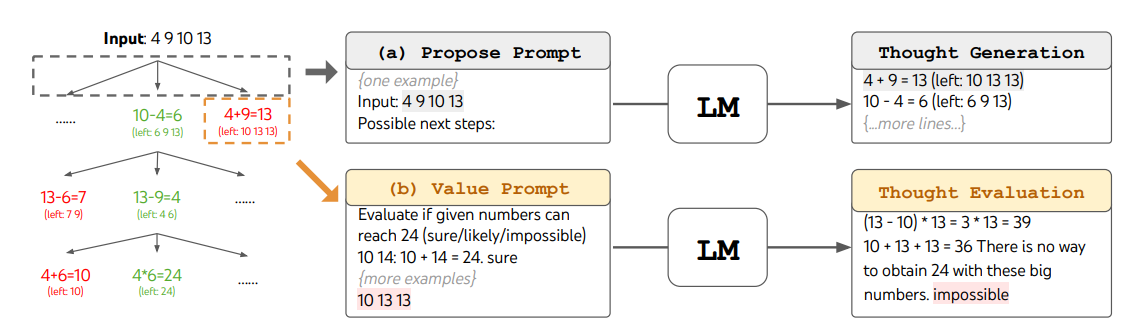 Input: 4 9 10 13
......
10-4=6
(left: 6 9 13)
4+9=13
(left: 10 13 13)
13-6=7
(left: 7 9)
13-9=4
(left: 4 6)
......
4+6=10
(left: 10)
4*6=24
(left: 24)
......
(a) Propose Prompt
{one example}
Input: 4 9 10 13
Possible next steps:
LM
Thought Generation
4 + 9 = 13 (left: 10 13 13)
10 - 4 = 6 (left: 6 9 13)
{...more lines...}
(b) Value Prompt
Evaluate if given numbers can
reach 24 (sure/likely/impossible)
10 14: 10 + 14 = 24. sure
{more examples}
10 13 13
LM
Thought Evaluation
(13 - 10) * 13 = 3 * 13 = 39
10 + 13 + 13 = 36 There is no way
to obtain 24 with these big
numbers. impossible